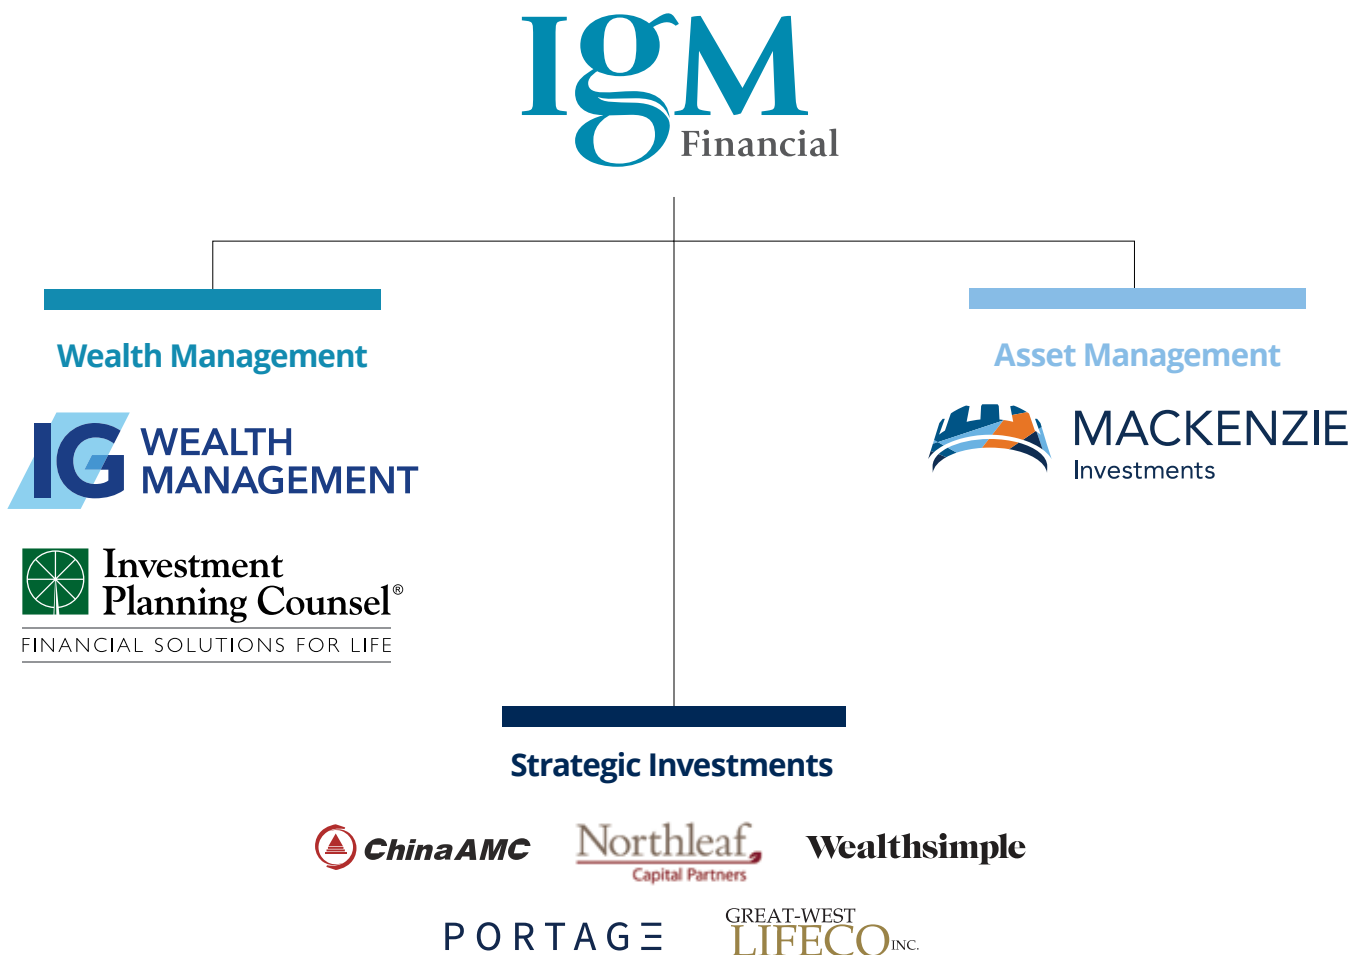 IgM
Financial
Wealth Management
Asset Management
IG WEALTH
MANAGEMENT
MACKENZIE
Investments
Investment
Planning Counsel®
FINANCIAL SOLUTIONS FOR LIFE
Strategic Investments
ChinaAMC
Northleaf
Capital Partners
Wealthsimple
PORTAGE
GREAT-WEST
LIFECO INC.